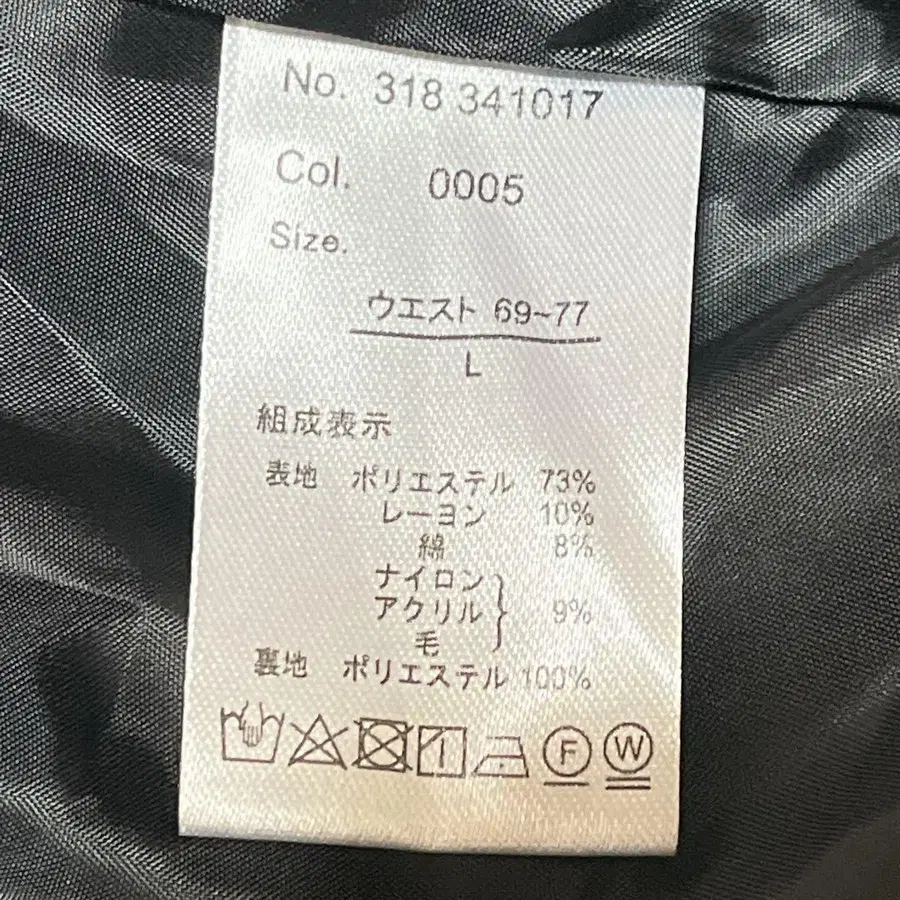 No. 318 341017
Col. 0005
Size.
ウエスト 69~77
L
組成表示
表地 ポリエステル 73%
レーヨン 10%
綿 8%
ナイロン
アクリル 9%
毛
裏地 ポリエステル 100%
F W